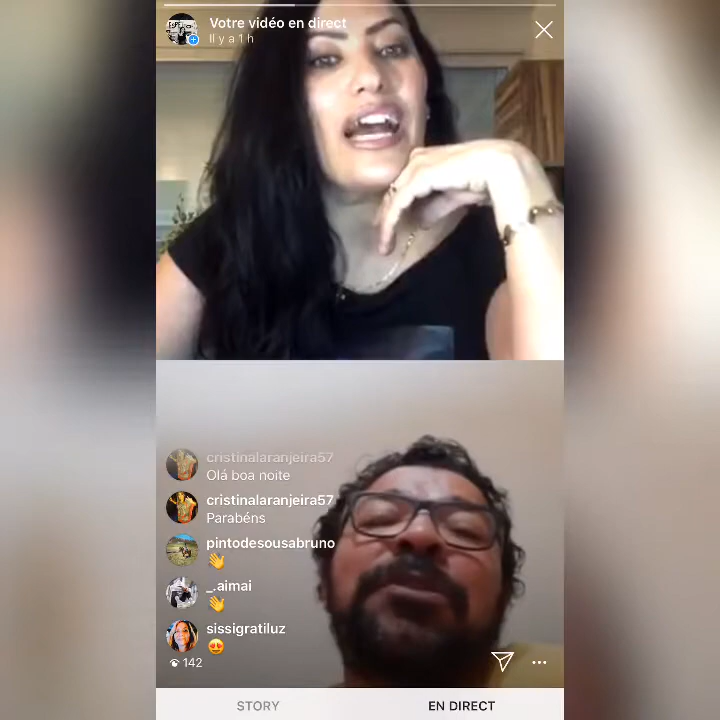 Votre vidéo en direct
Il y a 1 h
cristinalaranjeira57
Olá boa noite
cristinalaranjeira57
Parabéns
pintodesousabruno
👋
_.aimai
👋
sissigratiluz
😍
142
STORY
EN DIRECT